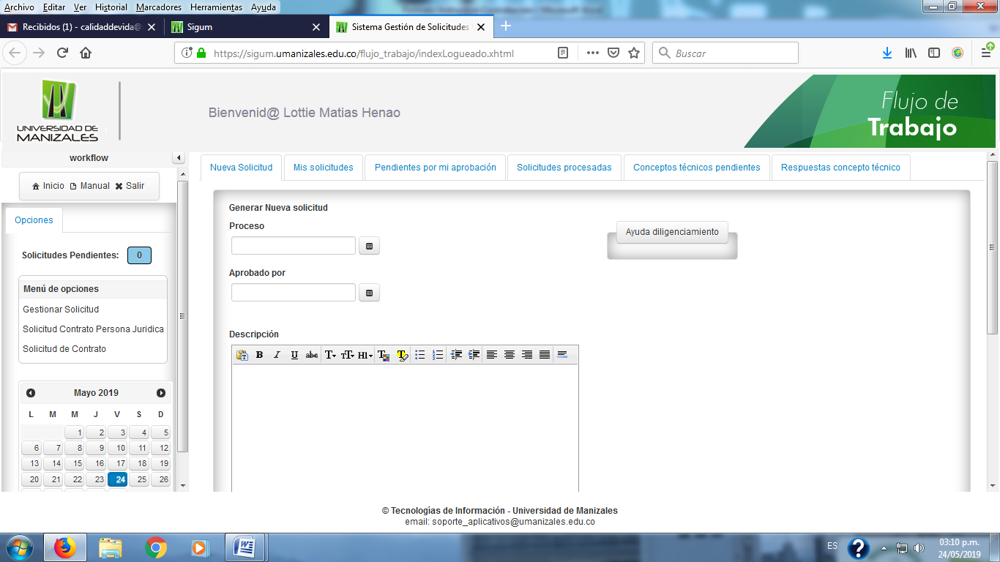 Archivo Editar Ver Historial Marcadores Herramientas Ayuda
Recibidos (1) - calidaddevida@
Sigum
Sistema Gestión de Solicitudes
https://sigum.umanizales.edu.co/flujo_trabajo/indexLogueado.xhtml
Buscar
UNIVERSIDAD DE
MANIZALES
Bienvenid@ Lottie Matias Henao
Flujo de
Trabajo
workflow
Inicio Manual Salir
Opciones
Solicitudes Pendientes: 0
Menú de opciones
Gestionar Solicitud
Solicitud Contrato Persona Juridica
Solicitud de Contrato
Mayo 2019
L M M J V S D
1 2 3 4 5
6 7 8 9 10 11 12
13 14 15 16 17 18 19
20 21 22 23 24 25 26
Nueva Solicitud Mis solicitudes Pendientes por mi aprobación Solicitudes procesadas Conceptos técnicos pendientes Respuestas concepto técnico
Generar Nueva solicitud
Proceso
Ayuda diligenciamiento
Aprobado por
Descripción
B I U abc T TT H1 T T
© Tecnologías de Información - Universidad de Manizales
email: soporte_aplicativos@umanizales.edu.co
ES
03:10 p.m.
24/05/2019